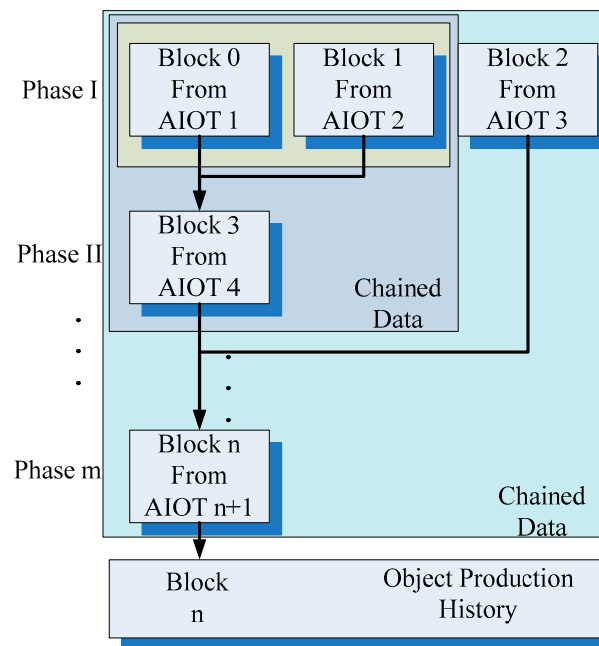 Phase I
Block 0
From
AIOT 1
Block 1
From
AIOT 2
Block 2
From
AIOT 3
Phase II
Block 3
From
AIOT 4
Chained
Data
Phase m
Block n
From
AIOT n+1
Chained
Data
Block
n
Object Production
History